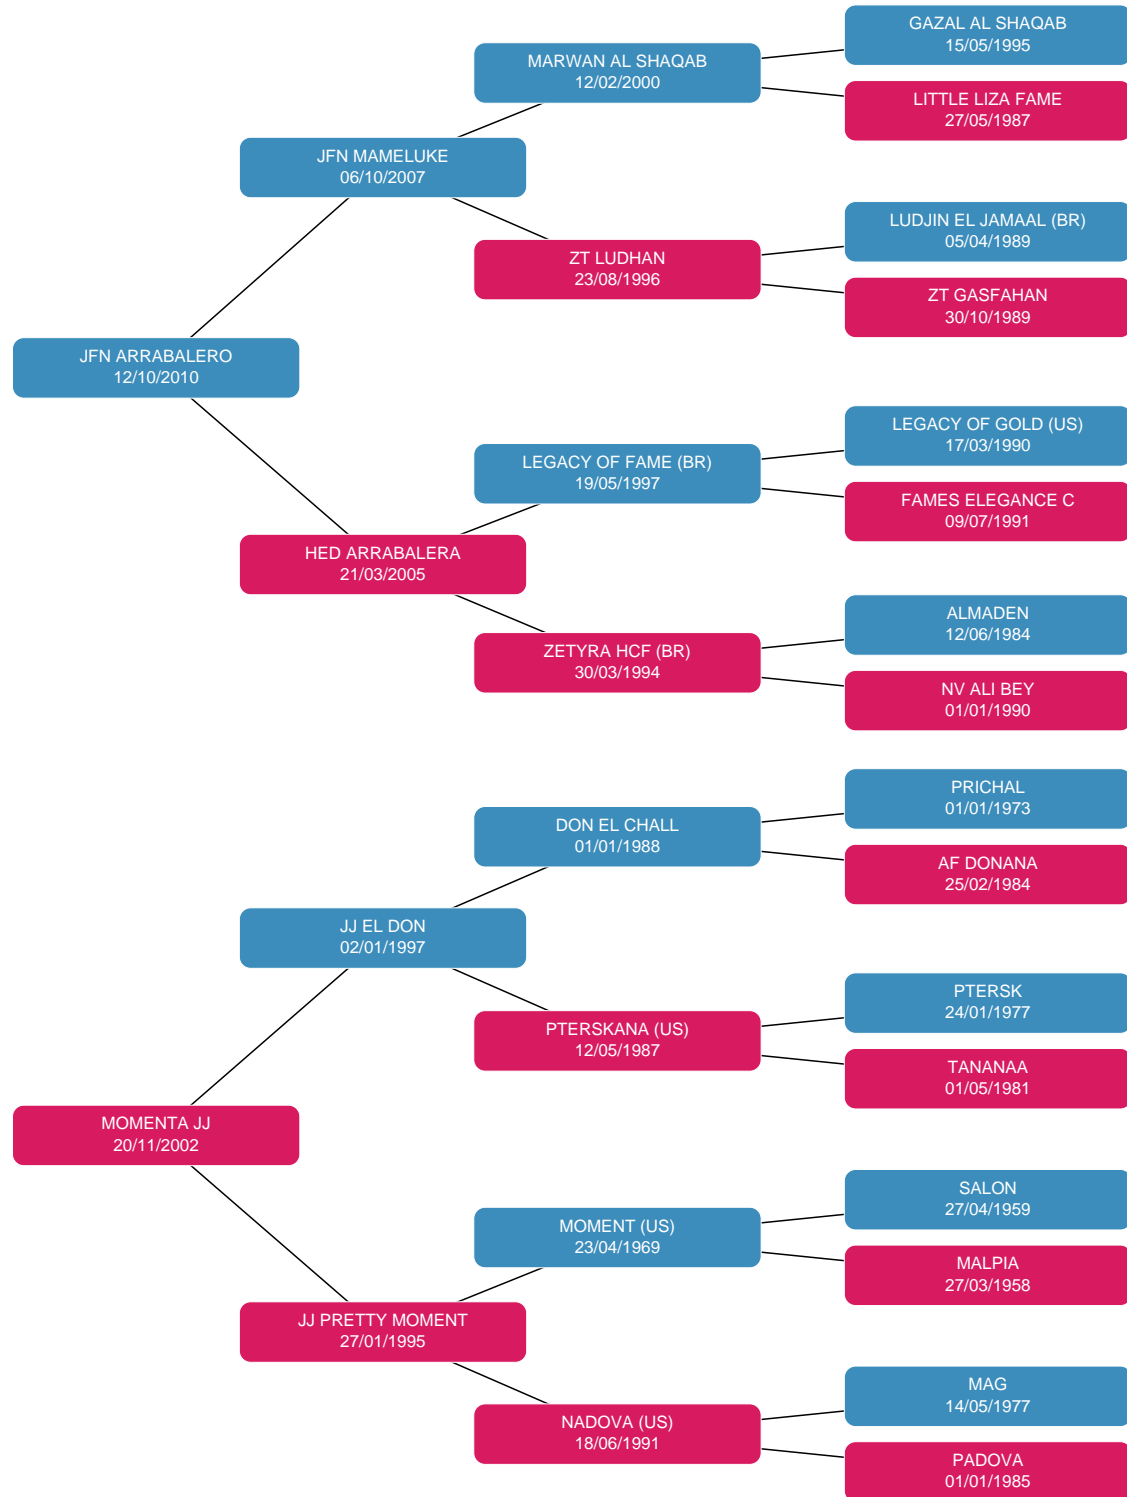 GAZAL AL SHAQAB
15/05/1995
MARWAN AL SHAQAB
12/02/2000
LITTLE LIZA FAME
27/05/1987
JFN MAMELUKE
06/10/2007
LUDJIN EL JAMAAL (BR)
05/04/1989
ZT LUDHAN
23/08/1996
ZT GASFAHAN
30/10/1989
JFN ARRABALERO
12/10/2010
LEGACY OF GOLD (US)
17/03/1990
LEGACY OF FAME (BR)
19/05/1997
FAMES ELEGANCE C
09/07/1991
HED ARRABALERA
21/03/2005
ALMADEN
12/06/1984
ZETYRA HCF (BR)
30/03/1994
NV ALI BEY
01/01/1990
PRICHAL
01/01/1973
DON EL CHALL
01/01/1988
AF DONANA
25/02/1984
JJ EL DON
02/01/1997
PTERSK
24/01/1977
PTERSKANA (US)
12/05/1987
TANANAA
01/05/1981
MOMENTA JJ
20/11/2002
SALON
27/04/1959
MOMENT (US)
23/04/1969
MALPIA
27/03/1958
JJ PRETTY MOMENT
27/01/1995
MAG
14/05/1977
NADOVA (US)
18/06/1991
PADOVA
01/01/1985